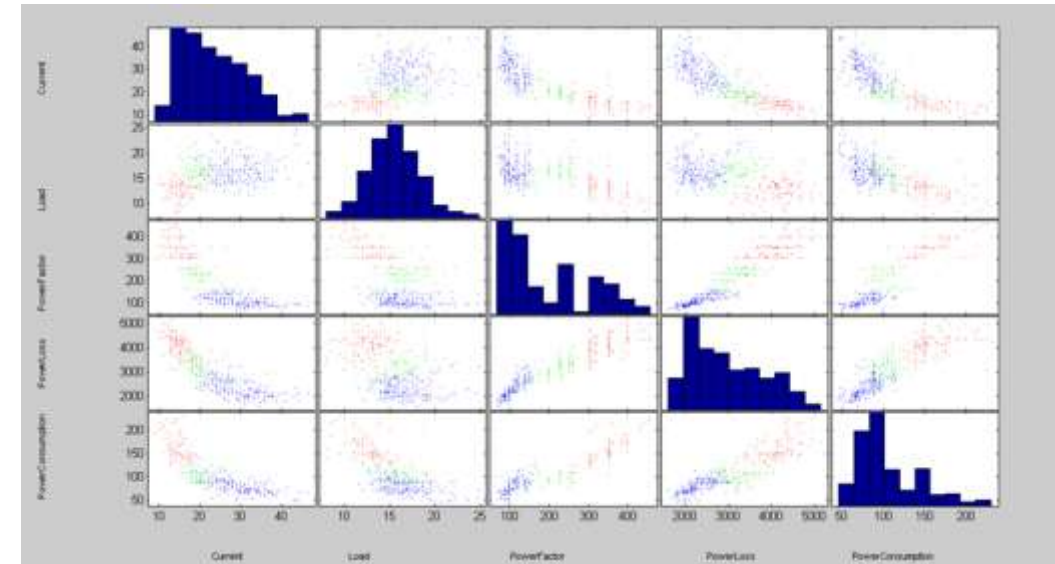 Current
40
30
20
10
Load
25
20
15
10
PowerFactor
400
300
200
100
PowerLoss
5000
4000
3000
2000
PowerConsumption
200
150
100
50
10 20 30 40
10 15 20 25
100 200 300 400
2000 3000 4000 5000
50 100 150 200
Current Load PowerFactor PowerLoss PowerConsumption